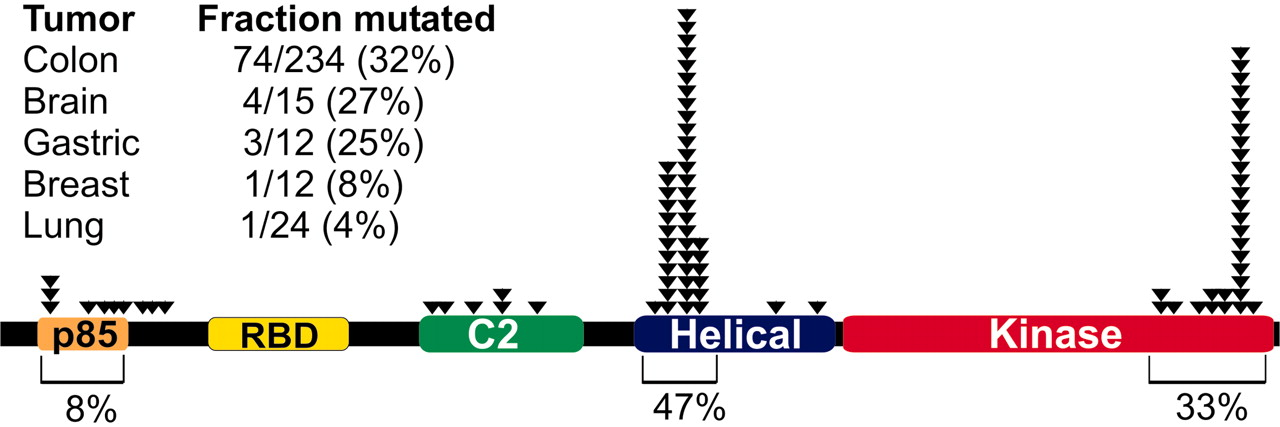 Tumor Fraction mutated
Colon 74/234 (32%)
Brain 4/15 (27%)
Gastric 3/12 (25%)
Breast 1/12 (8%)
Lung 1/24 (4%)
p85 RBD C2 Helical Kinase
8% 47% 33%